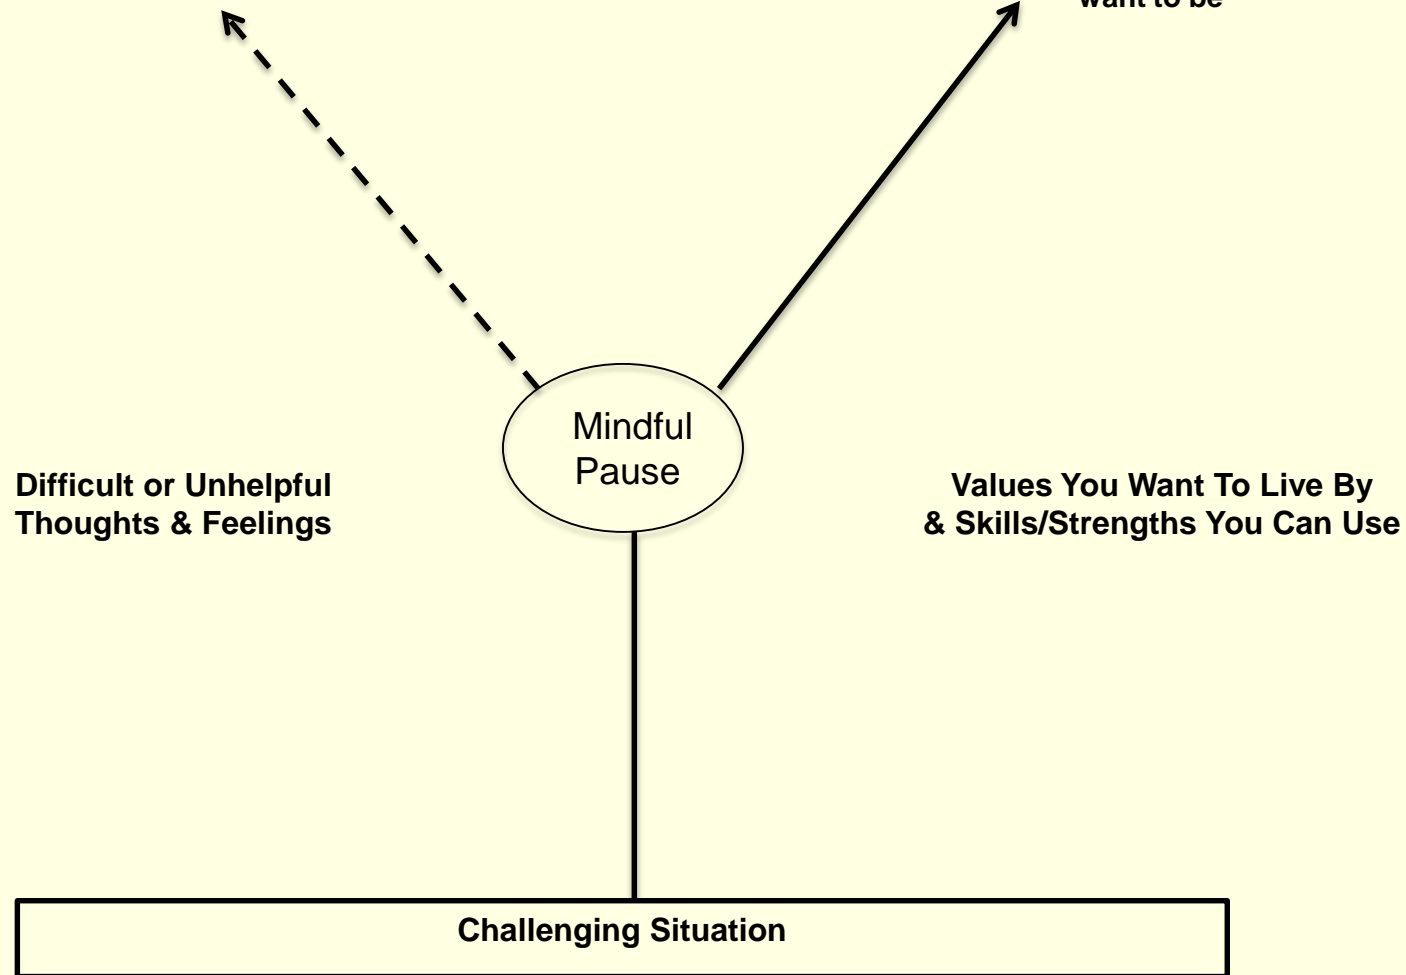 want to be
Mindful
Pause
Difficult or Unhelpful
Thoughts & Feelings
Values You Want To Live By
& Skills/Strengths You Can Use
Challenging Situation